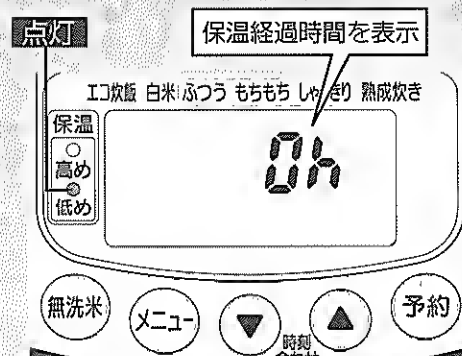 点灯
保温経過時間を表示
エコ炊飯 白米 ふつう もちもち しゃっきり 熟成炊き
保温
高め
低め
0h
無洗米
メニュー
▼
▲
予約
時刻